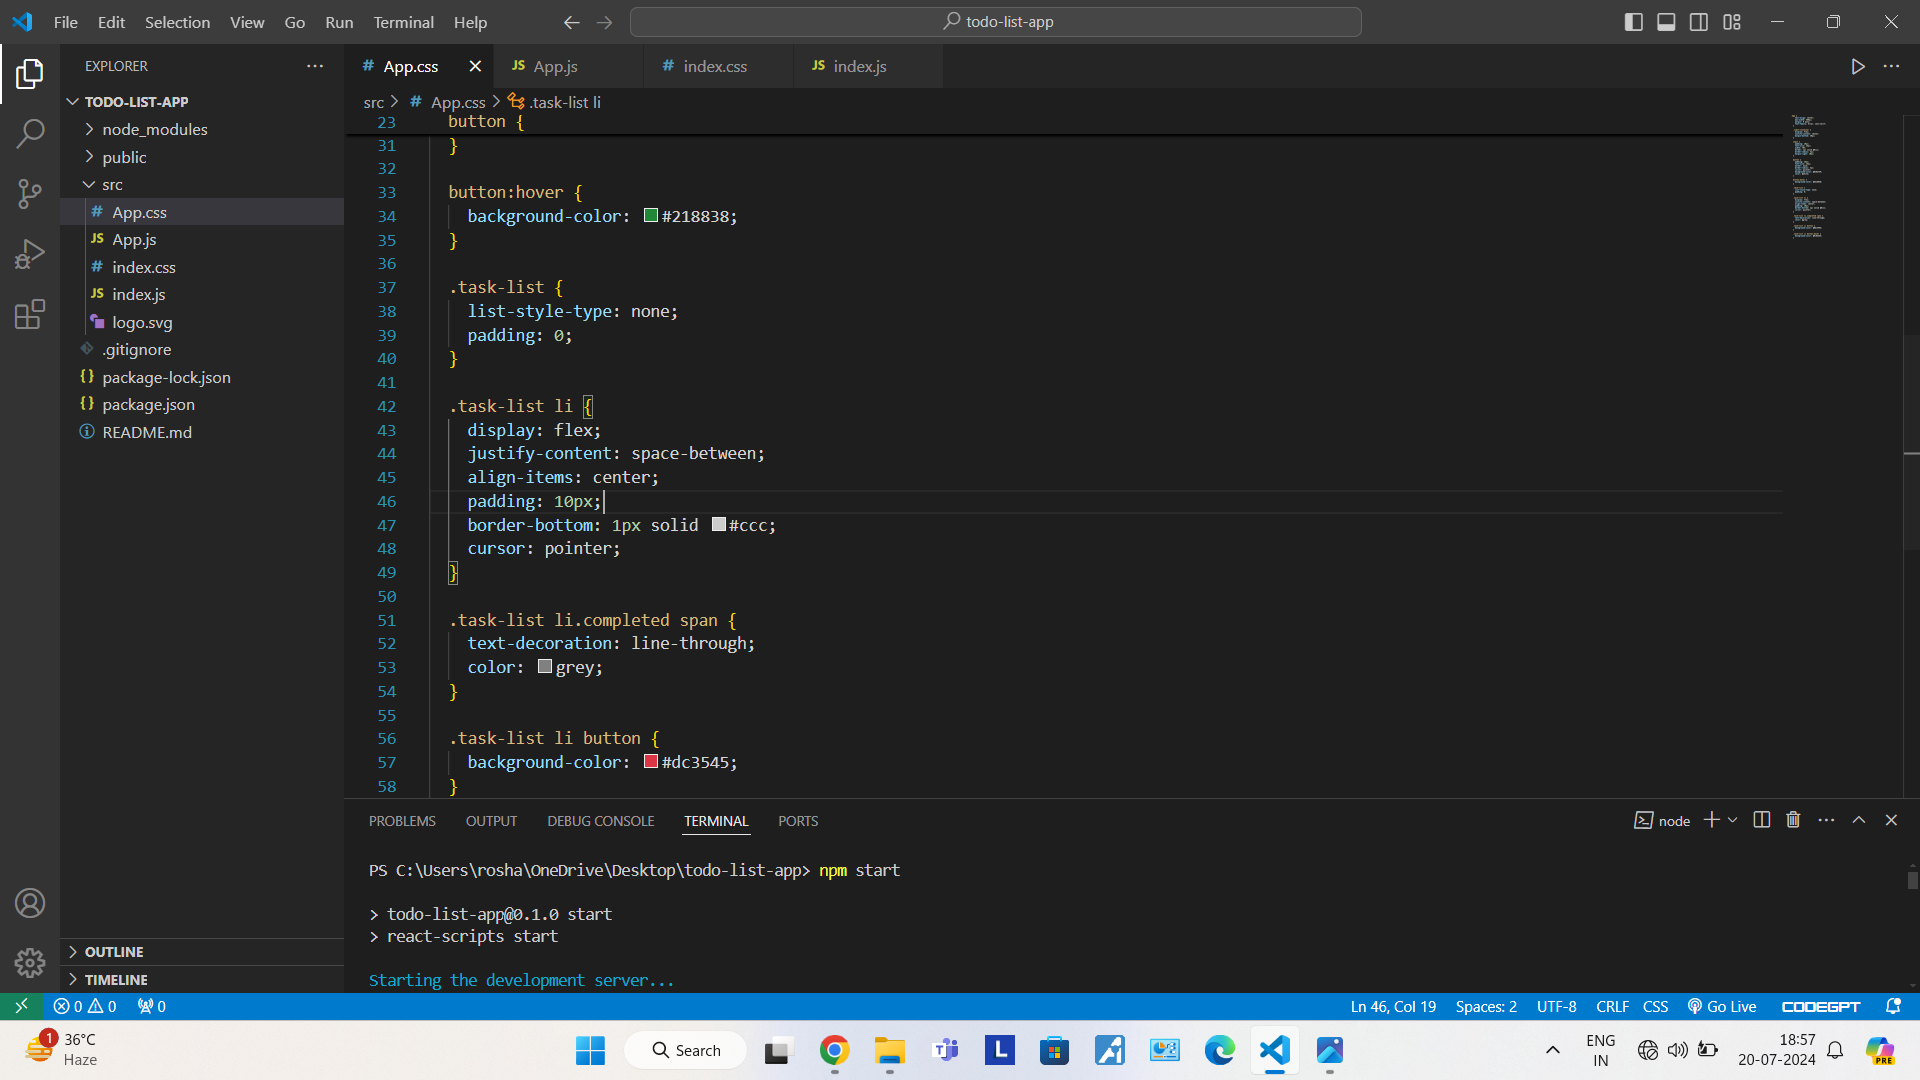 File Edit Selection View Go Run Terminal Help
todo-list-app
EXPLORER
TODO-LIST-APP
node_modules
public
src
# App.css
JS App.js
# index.css
JS index.js
logo.svg
.gitignore
{} package-lock.json
{} package.json
README.md
OUTLINE
TIMELINE
# App.css
JS App.js
# index.css
JS index.js
src > # App.css > .task-list li
23 button {
31 }
32
33 button:hover {
34 background-color: #218838;
35 }
36
37 .task-list {
38 list-style-type: none;
39 padding: 0;
40 }
41
42 .task-list li {
43 display: flex;
44 justify-content: space-between;
45 align-items: center;
46 padding: 10px;
47 border-bottom: 1px solid #ccc;
48 cursor: pointer;
49 }
50
51 .task-list li.completed span {
52 text-decoration: line-through;
53 color: grey;
54 }
55
56 .task-list li button {
57 background-color: #dc3545;
58 }
PROBLEMS OUTPUT DEBUG CONSOLE TERMINAL PORTS
node
PS C:\Users\rosha\OneDrive\Desktop\todo-list-app> npm start
> todo-list-app@0.1.0 start
> react-scripts start
Starting the development server...
0 0 0
Ln 46, Col 19 Spaces: 2 UTF-8 CRLF CSS Go Live CODEGPT
1
36°C
Haze
Search
L
ENG
IN
18:57
20-07-2024
PRE